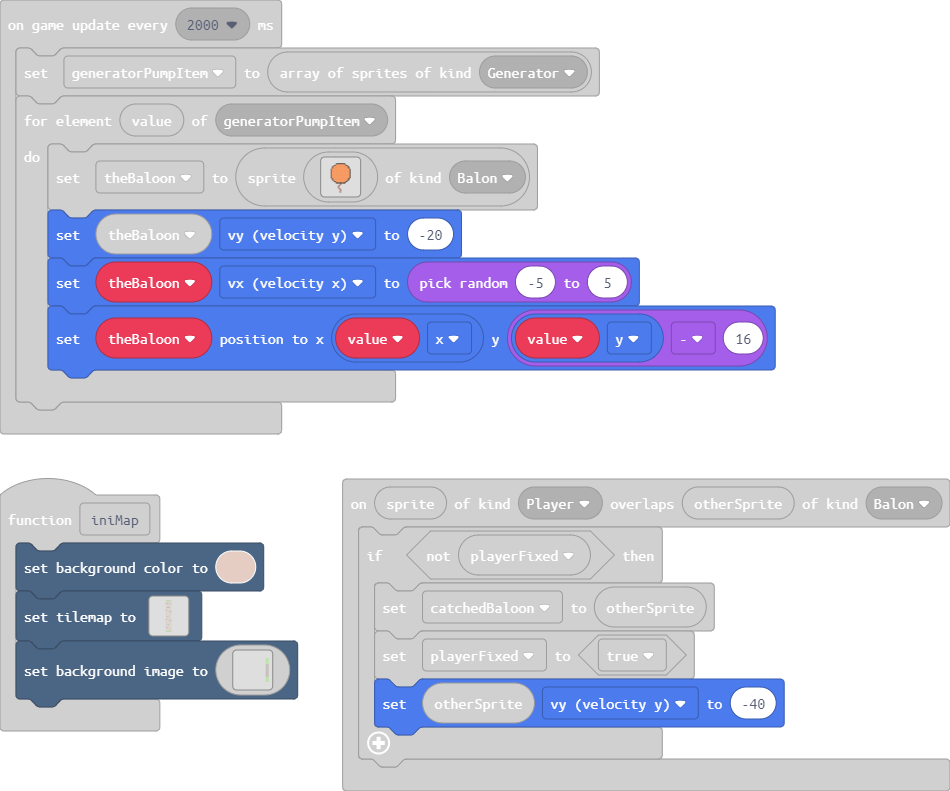 on game update every 2000 ms
set generatorPumpItem to array of sprites of kind Generator
for element value of generatorPumpItem
do
set theBaloon to sprite of kind Balon
set theBaloon vy (velocity y) to -20
set theBaloon vx (velocity x) to pick random -5 to 5
set theBaloon position to x value x y value y - 16
function iniMap
set background color to
set tilemap to
set background image to
on sprite of kind Player overlaps otherSprite of kind Balon
if not playerFixed then
set catchedBaloon to otherSprite
set playerFixed to true
set otherSprite vy (velocity y) to -40